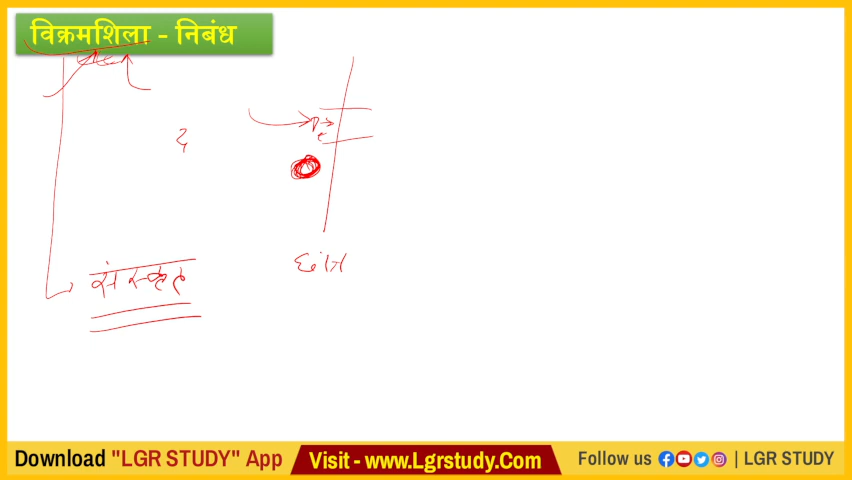 विक्रमशिला - निबंध
संस्कृत
Download "LGR STUDY" App
Visit - www.Lgrstudy.Com
Follow us | LGR STUDY